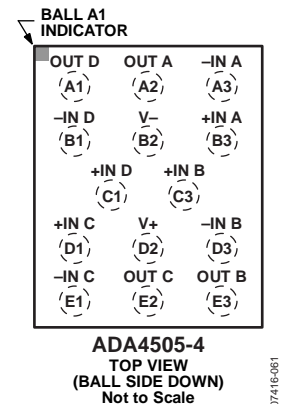 BALL A1
INDICATOR
OUT D OUT A –IN A
A1 A2 A3
–IN D V– +IN A
B1 B2 B3
+IN D +IN B
C1 C3
+IN C V+ –IN B
D1 D2 D3
–IN C OUT C OUT B
E1 E2 E3
ADA4505-4
TOP VIEW
(BALL SIDE DOWN)
Not to Scale
07416-061